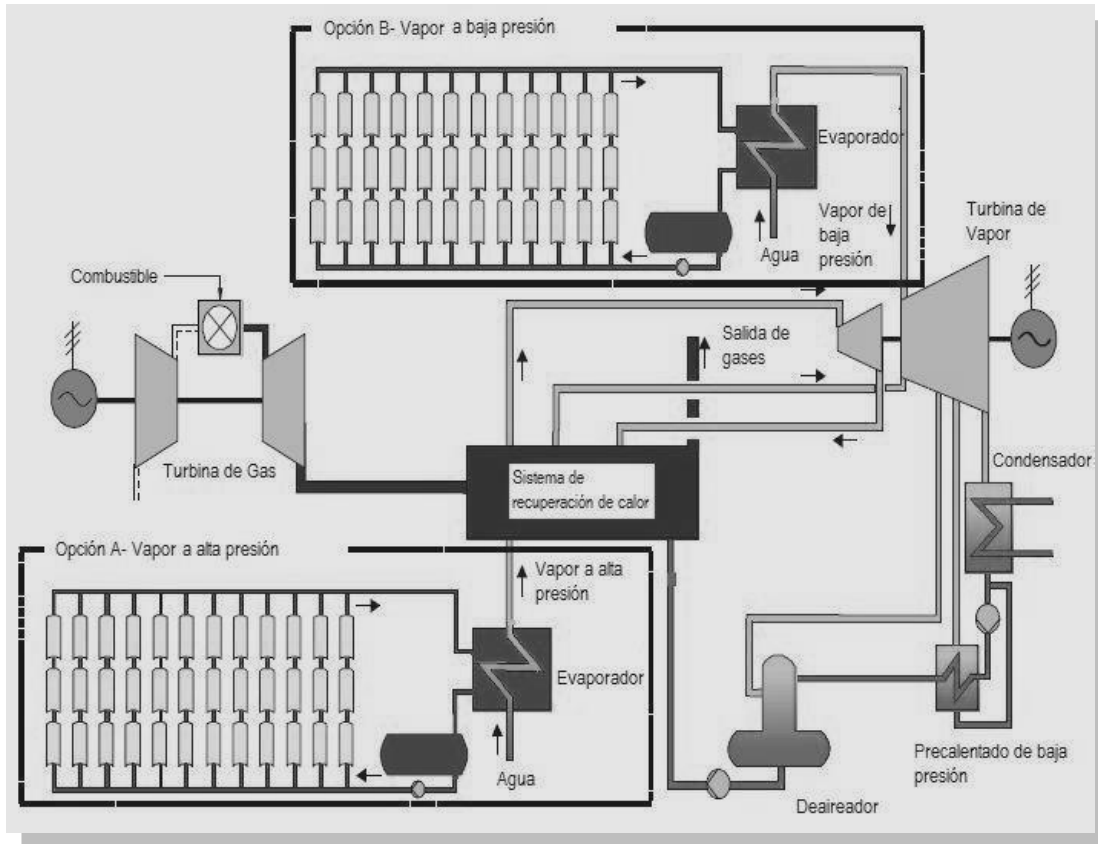 Opción B- Vapor a baja presión
Evaporador
Vapor de
baja
presión
Agua
Turbina de
Vapor
Combustible
Salida de
gases
Turbina de Gas
Sistema de
recuperación de calor
Condensador
Opción A- Vapor a alta presión
Vapor a alta
presión
Evaporador
Agua
Precalentado de baja
presión
Deaireador